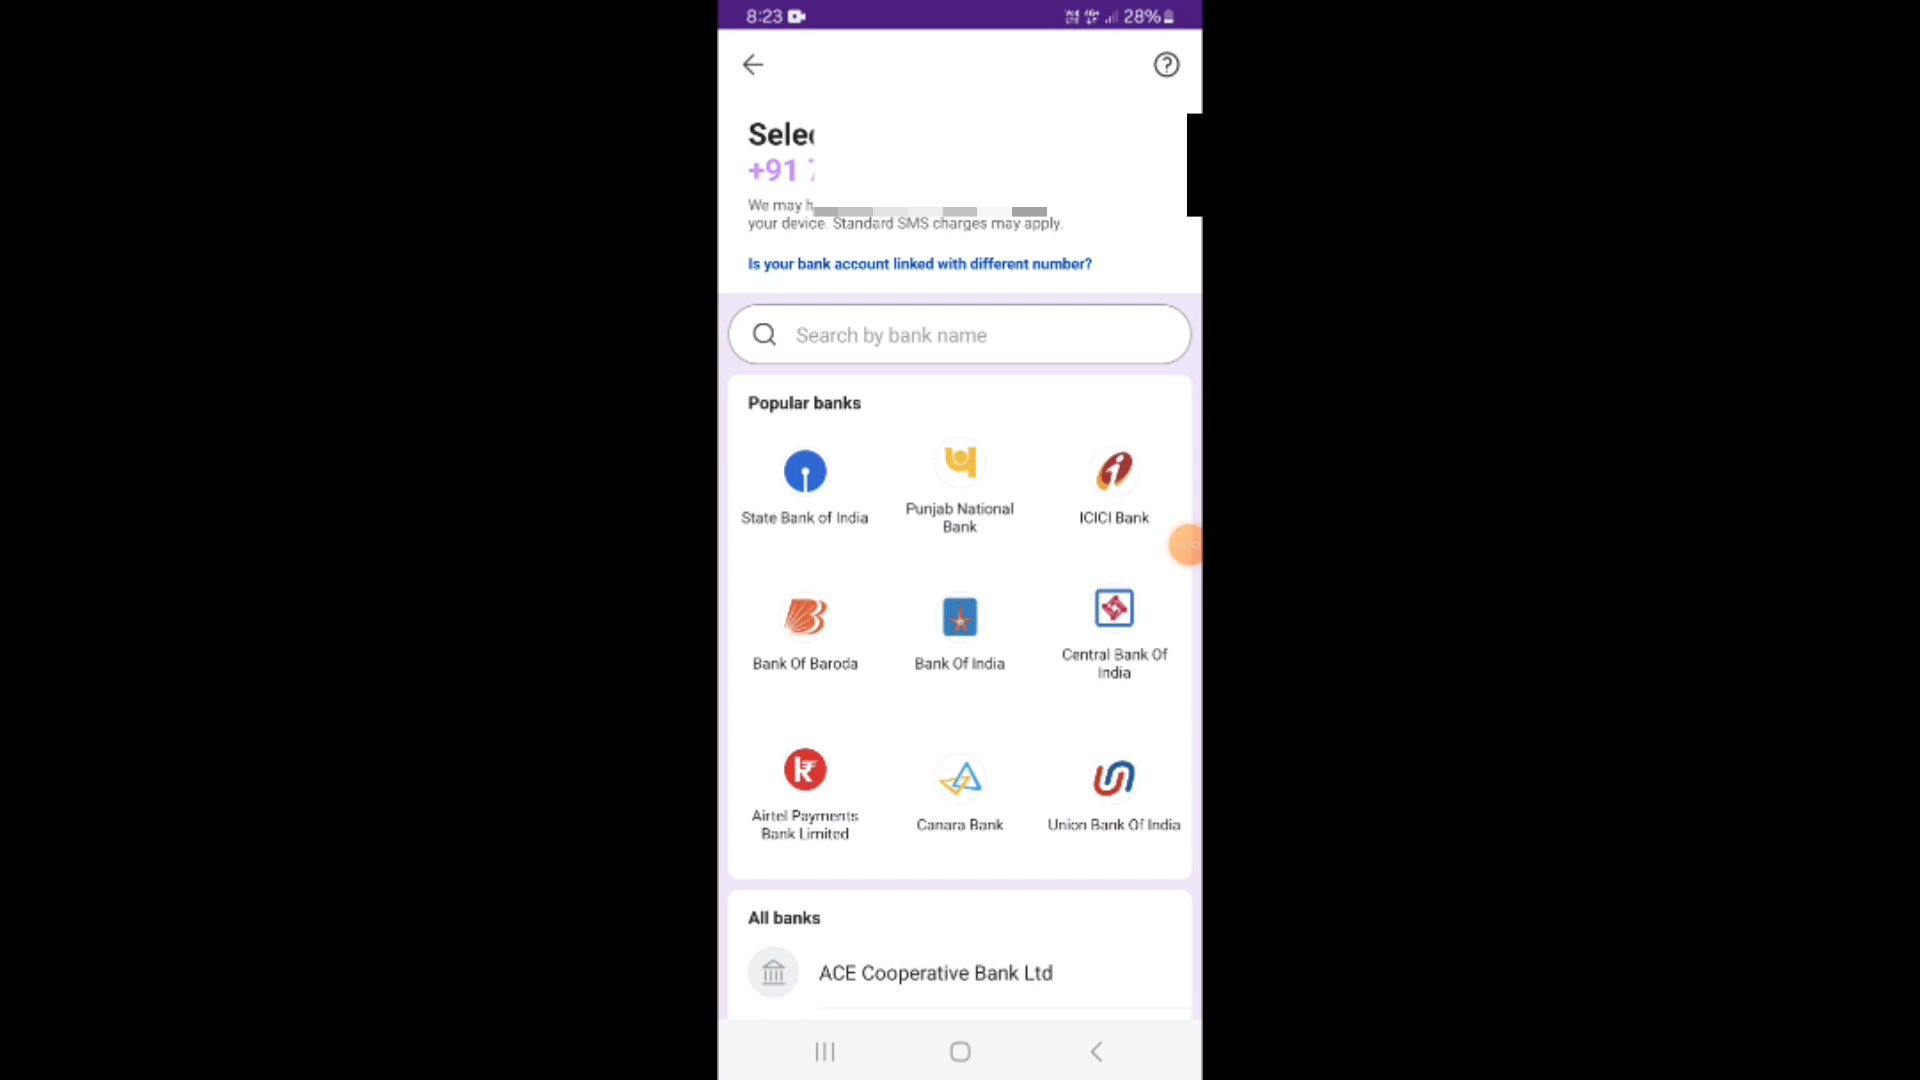 8:23
28%
+91
We may
your device. Standard SMS charges may apply.
Is your bank account linked with different number?
Search by bank name
Popular banks
State Bank of India
Punjab National
Bank
ICICI Bank
Bank Of Baroda
Bank Of India
Central Bank Of
India
Airtel Payments
Bank Limited
Canara Bank
Union Bank Of India
All banks
ACE Cooperative Bank Ltd